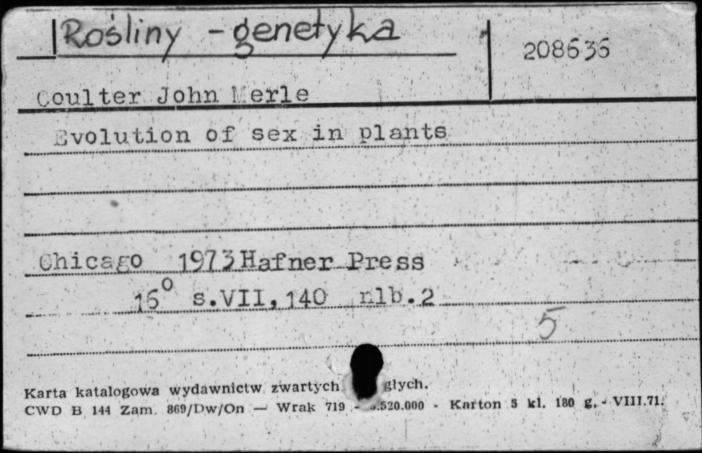 Rośliny - genetyka
208636
Coulter John Merle
Evolution of sex in plants
Chicago 1973 Hafner Press
16° s.VII,140 nlb.2
5
Karta katalogowa wydawnictw zwartych głych.
CWD B 144 Zam. 869/Dw/On — Wrak 719 - .520.000 - Karton 5 kl. 180 g. - VIII.71.